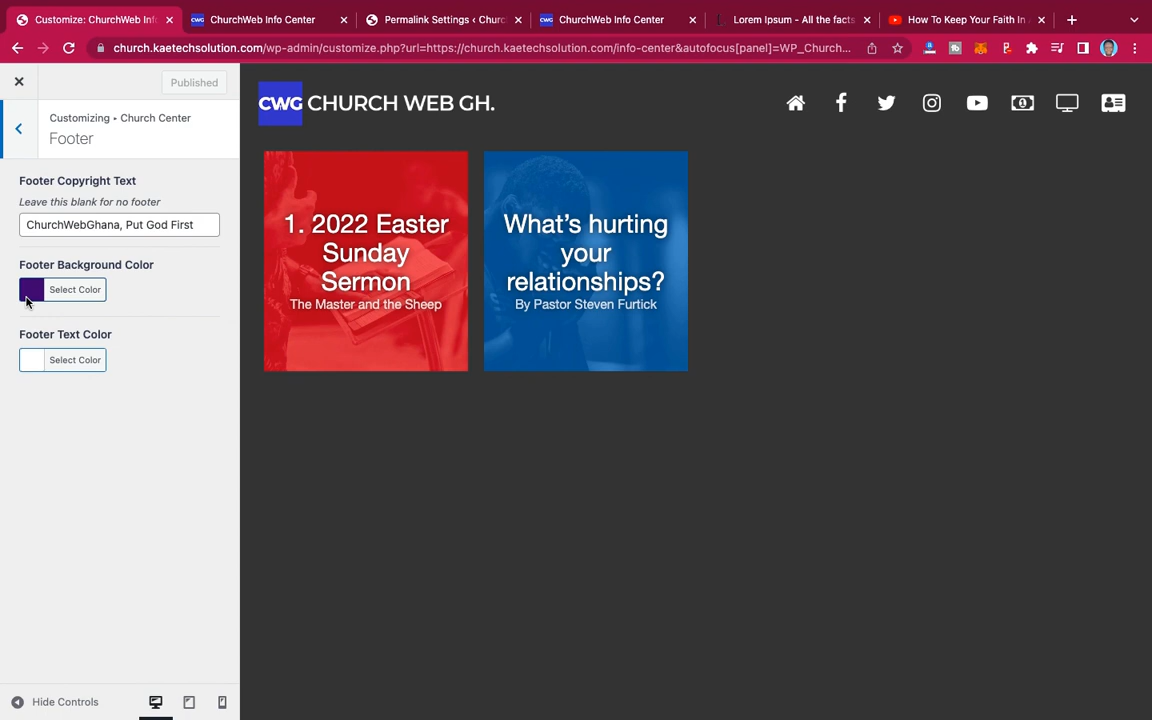 Customize: ChurchWeb Inf
ChurchWeb Info Center
Permalink Settings ‹ Churc
ChurchWeb Info Center
Lorem Ipsum - All the facts
How To Keep Your Faith In
church.kaetechsolution.com/wp-admin/customize.php?url=https://church.kaetechsolution.com/info-center&autofocus[panel]=WP_Church...
Published
Customizing ▸ Church Center
Footer
Footer Copyright Text
Leave this blank for no footer
ChurchWebGhana, Put God First
Footer Background Color
Select Color
Footer Text Color
Select Color
Hide Controls
CWG CHURCH WEB GH.
1. 2022 Easter
Sunday
Sermon
The Master and the Sheep
What’s hurting
your
relationships?
By Pastor Steven Furtick